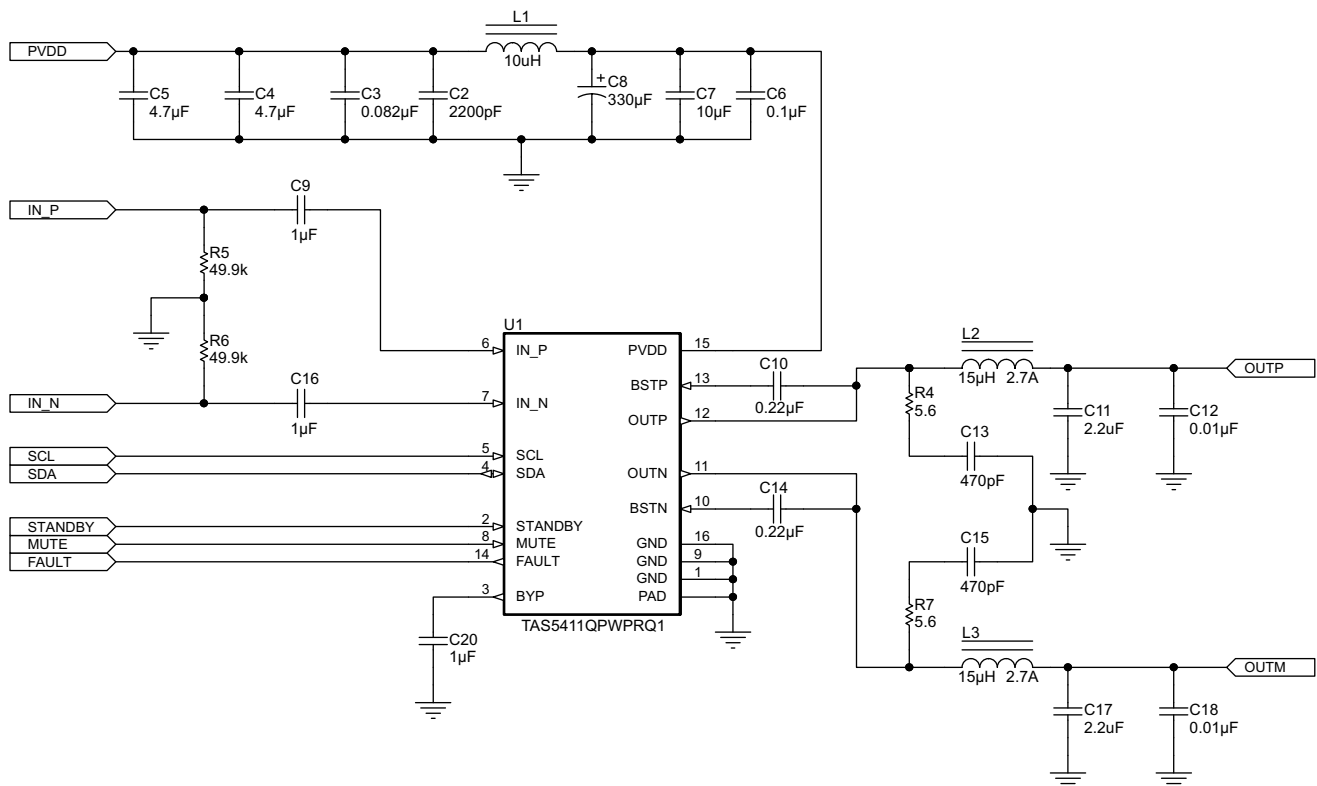 L1
10uH
PVDD
C5
4.7µF
C4
4.7µF
C3
0.082µF
C2
2200pF
+
C8
330µF
C7
10µF
C6
0.1µF
IN_P
C9
1µF
R5
49.9k
R6
49.9k
IN_N
C16
1µF
SCL
SDA
STANDBY
MUTE
FAULT
U1
6 IN_P
7 IN_N
5 SCL
4 SDA
2 STANDBY
8 MUTE
14 FAULT
3 BYP
PVDD 15
BSTP 13
OUTP 12
OUTN 11
BSTN 10
GND 16
GND 9
GND 1
PAD
TAS5411QPWPRQ1
C20
1µF
C10
0.22µF
C14
0.22µF
L2
15µH 2.7A
R4
5.6
C13
470pF
C15
470pF
R7
5.6
L3
15µH 2.7A
C11
2.2uF
C12
0.01µF
OUTP
C17
2.2uF
C18
0.01µF
OUTM